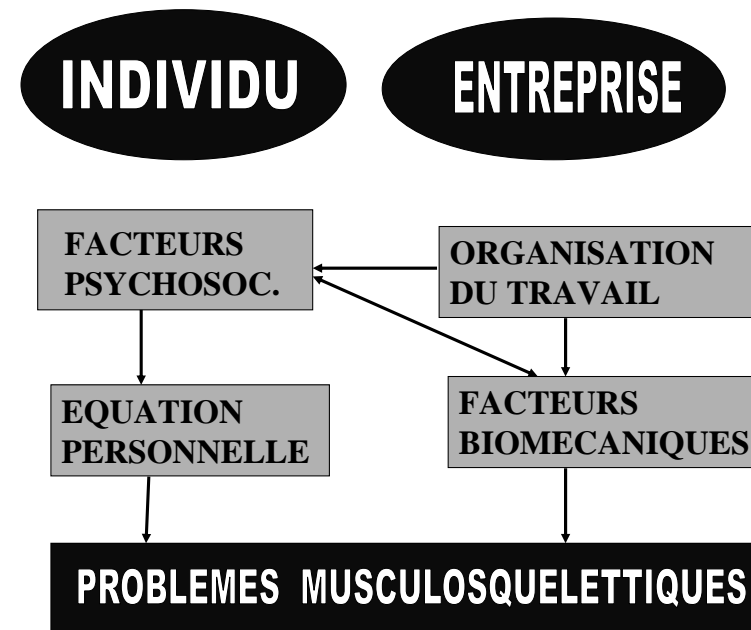 INDIVIDU
ENTREPRISE
FACTEURS
PSYCHOSOC.
ORGANISATION
DU TRAVAIL
EQUATION
PERSONNELLE
FACTEURS
BIOMECANIQUES
PROBLEMES MUSCULOSQUELETTIQUES